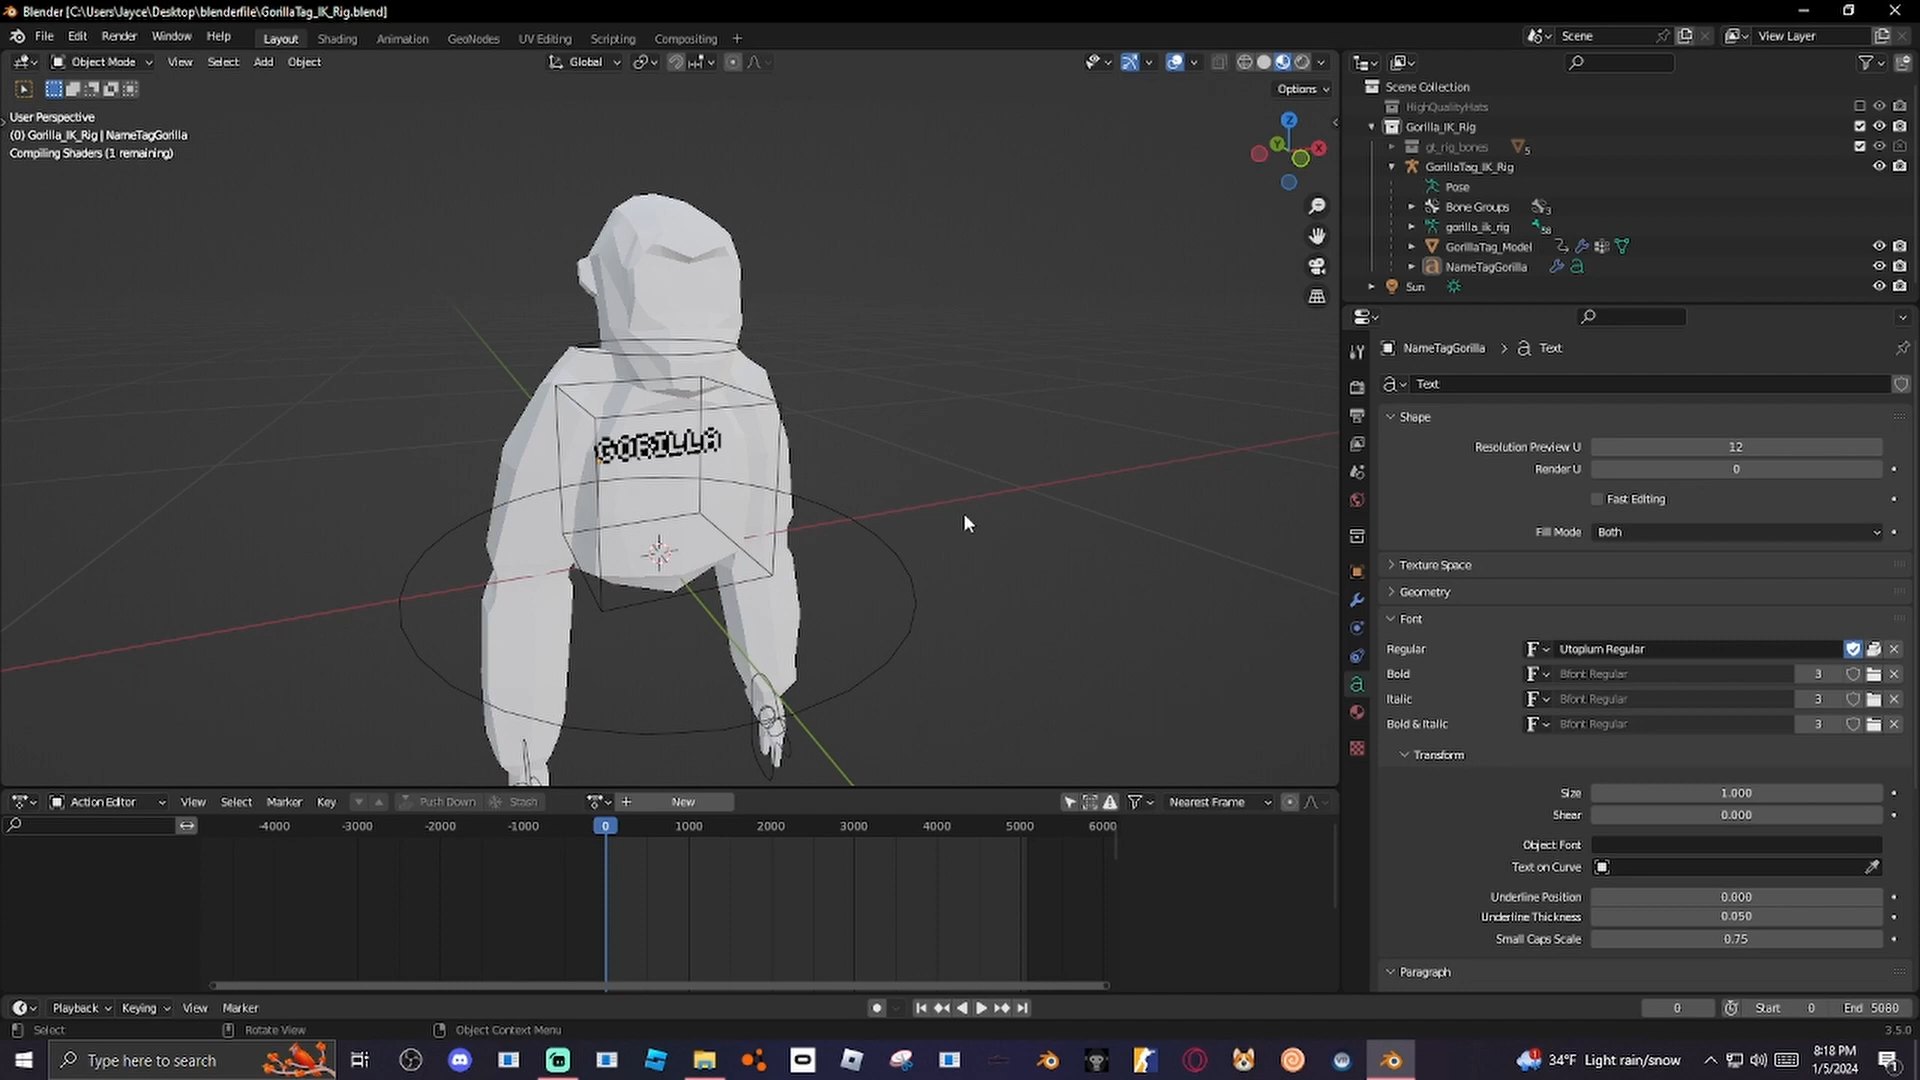 Blender [C:\Users\Jayce\Desktop\blenderfile\GorillaTag_IK_Rig.blend]
File Edit Render Window Help
Layout Shading Animation GeoNodes UV Editing Scripting Compositing +
Scene
View Layer
Object Mode View Select Add Object
Global
Options
User Perspective
(0) Gorilla_IK_Rig | NameTagGorilla
Compiling Shaders (1 remaining)
Z
Y
X
GORILLA
Scene Collection
HighQualityHats
Gorilla_IK_Rig
gt_rig_bones 5
GorillaTag_IK_Rig
Pose
Bone Groups 3
gorilla_ik_rig 58
GorillaTag_Model
NameTagGorilla
Sun
NameTagGorilla > Text
Text
Shape
Resolution Preview U 12
Render U 0
Fast Editing
Fill Mode Both
Texture Space
Geometry
Font
Regular Utopium Regular
Bold Bfont Regular 3
Italic Bfont Regular 3
Bold & Italic Bfont Regular 3
Transform
Size 1.000
Shear 0.000
Object Font
Text on Curve
Underline Position 0.000
Underline Thickness 0.050
Small Caps Scale 0.75
Paragraph
Action Editor View Select Marker Key Push Down Stash + New Nearest Frame
-4000 -3000 -2000 -1000 0 1000 2000 3000 4000 5000 6000
Playback Keying View Marker
0 Start 0 End 5080
Select Rotate View Object Context Menu
3.5.0
Type here to search
34°F Light rain/snow
8:18 PM
1/5/2024